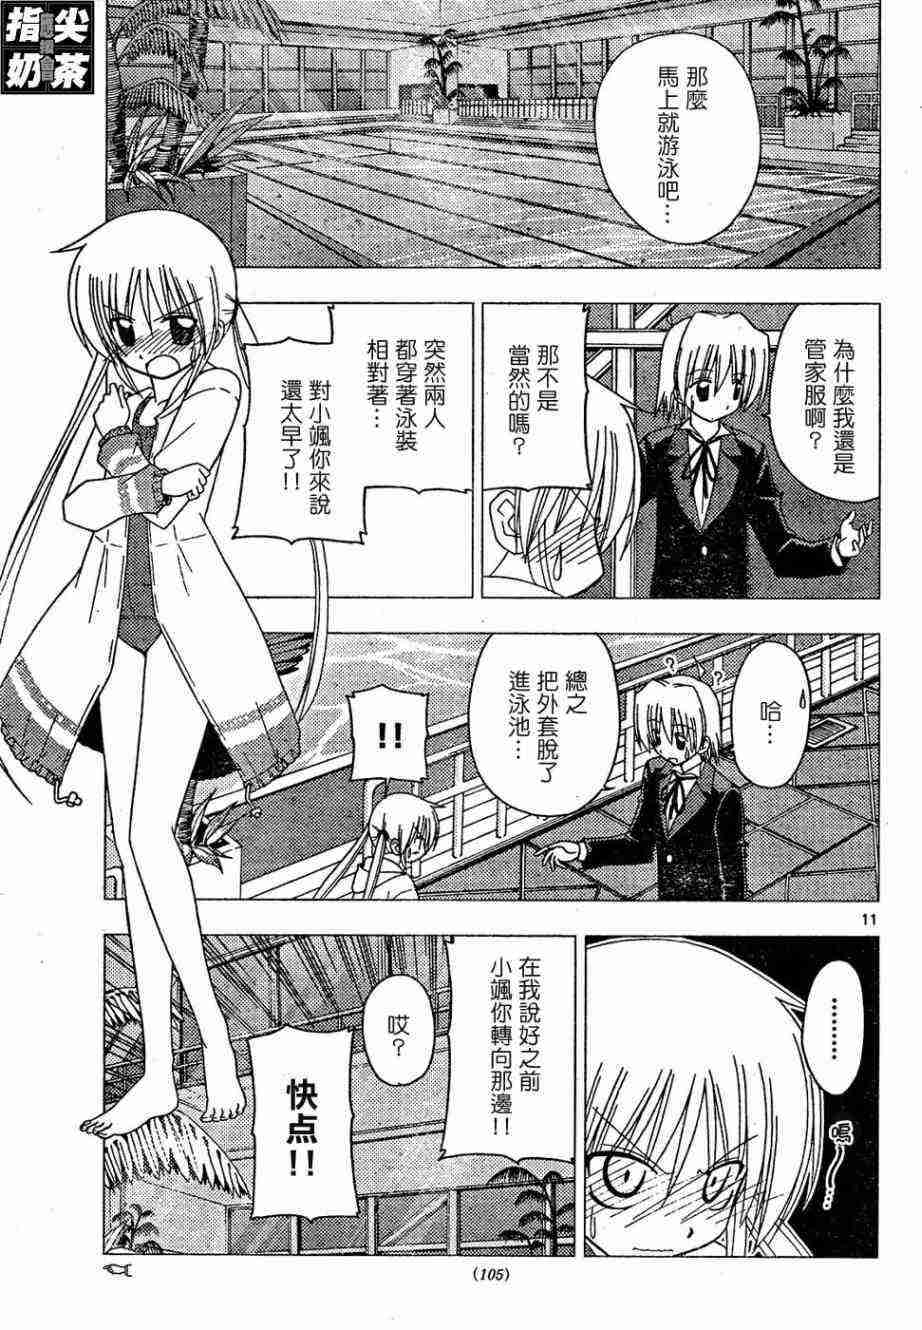 指尖
奶茶
那麼
馬上就游泳吧…
為什麼我還是
管家服啊?
那不是
當然的嗎?
突然兩人
都穿著泳裝
相對著…
對小颯你來說
還太早了!!
哈…
總之
把外套脫了
進泳池…
!!
11
…………
嗚……
在我說好之前
小颯你轉向那邊!!
哎?
快点!!
(105)